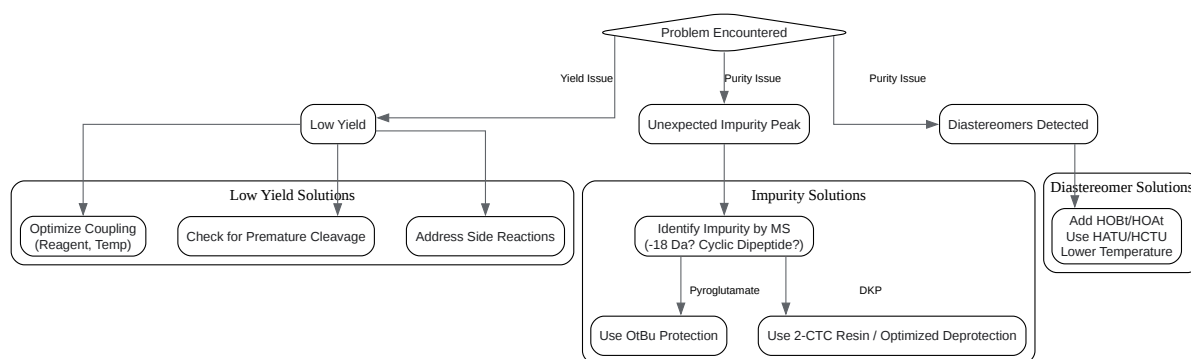 Problem Encountered
Yield Issue
Purity Issue
Purity Issue
Low Yield
Unexpected Impurity Peak
Diastereomers Detected
Low Yield Solutions
Impurity Solutions
Diastereomer Solutions
Optimize Coupling
(Reagent, Temp)
Check for Premature Cleavage
Address Side Reactions
Identify Impurity by MS
(-18 Da? Cyclic Dipeptide?)
Add HOBt/HOAt
Use HATU/HCTU
Lower Temperature
Pyroglutamate
DKP
Use OtBu Protection
Use 2-CTC Resin / Optimized Deprotection